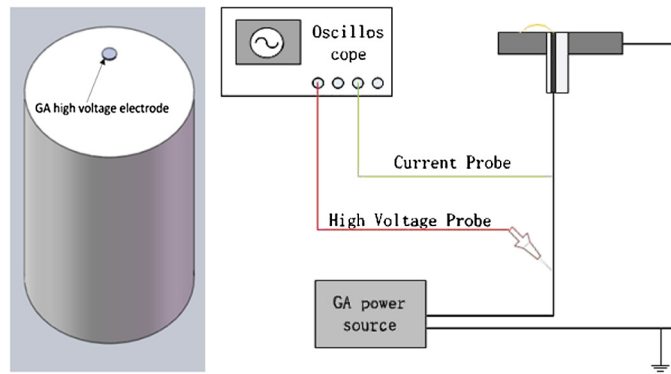 GA high voltage electrode
Oscillos
cope
Current Probe
High Voltage Probe
GA power
source